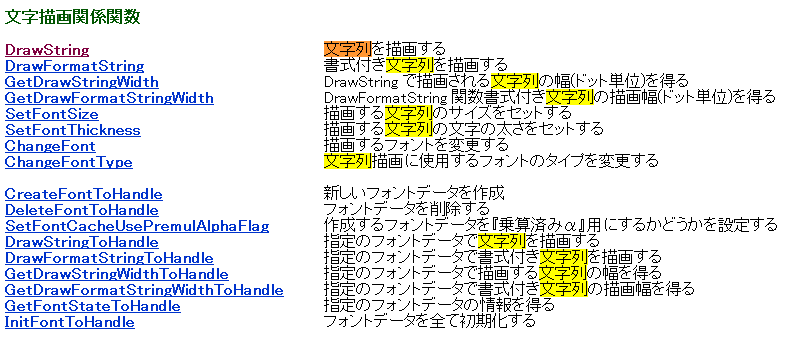 文字描画関係関数
DrawString 文字列を描画する
DrawFormatString 書式付き文字列を描画する
GetDrawStringWidth DrawString で描画される文字列の幅(ドット単位)を得る
GetDrawFormatStringWidth DrawFormatString 関数書式付き文字列の描画幅(ドット単位)を得る
SetFontSize 描画する文字列のサイズをセットする
SetFontThickness 描画する文字列の文字の太さをセットする
ChangeFont 描画するフォントを変更する
ChangeFontType 文字列描画に使用するフォントのタイプを変更する
CreateFontToHandle 新しいフォントデータを作成
DeleteFontToHandle フォントデータを削除する
SetFontCacheUsePremulAlphaFlag 作成するフォントデータを『乗算済みα』用にするかどうかを設定する
DrawStringToHandle 指定のフォントデータで文字列を描画する
DrawFormatStringToHandle 指定のフォントデータで書式付き文字列を描画する
GetDrawStringWidthToHandle 指定のフォントデータで描画する文字列の幅を得る
GetDrawFormatStringWidthToHandle 指定のフォントデータで書式付き文字列の描画幅を得る
GetFontStateToHandle 指定のフォントデータの情報を得る
InitFontToHandle フォントデータを全て初期化する